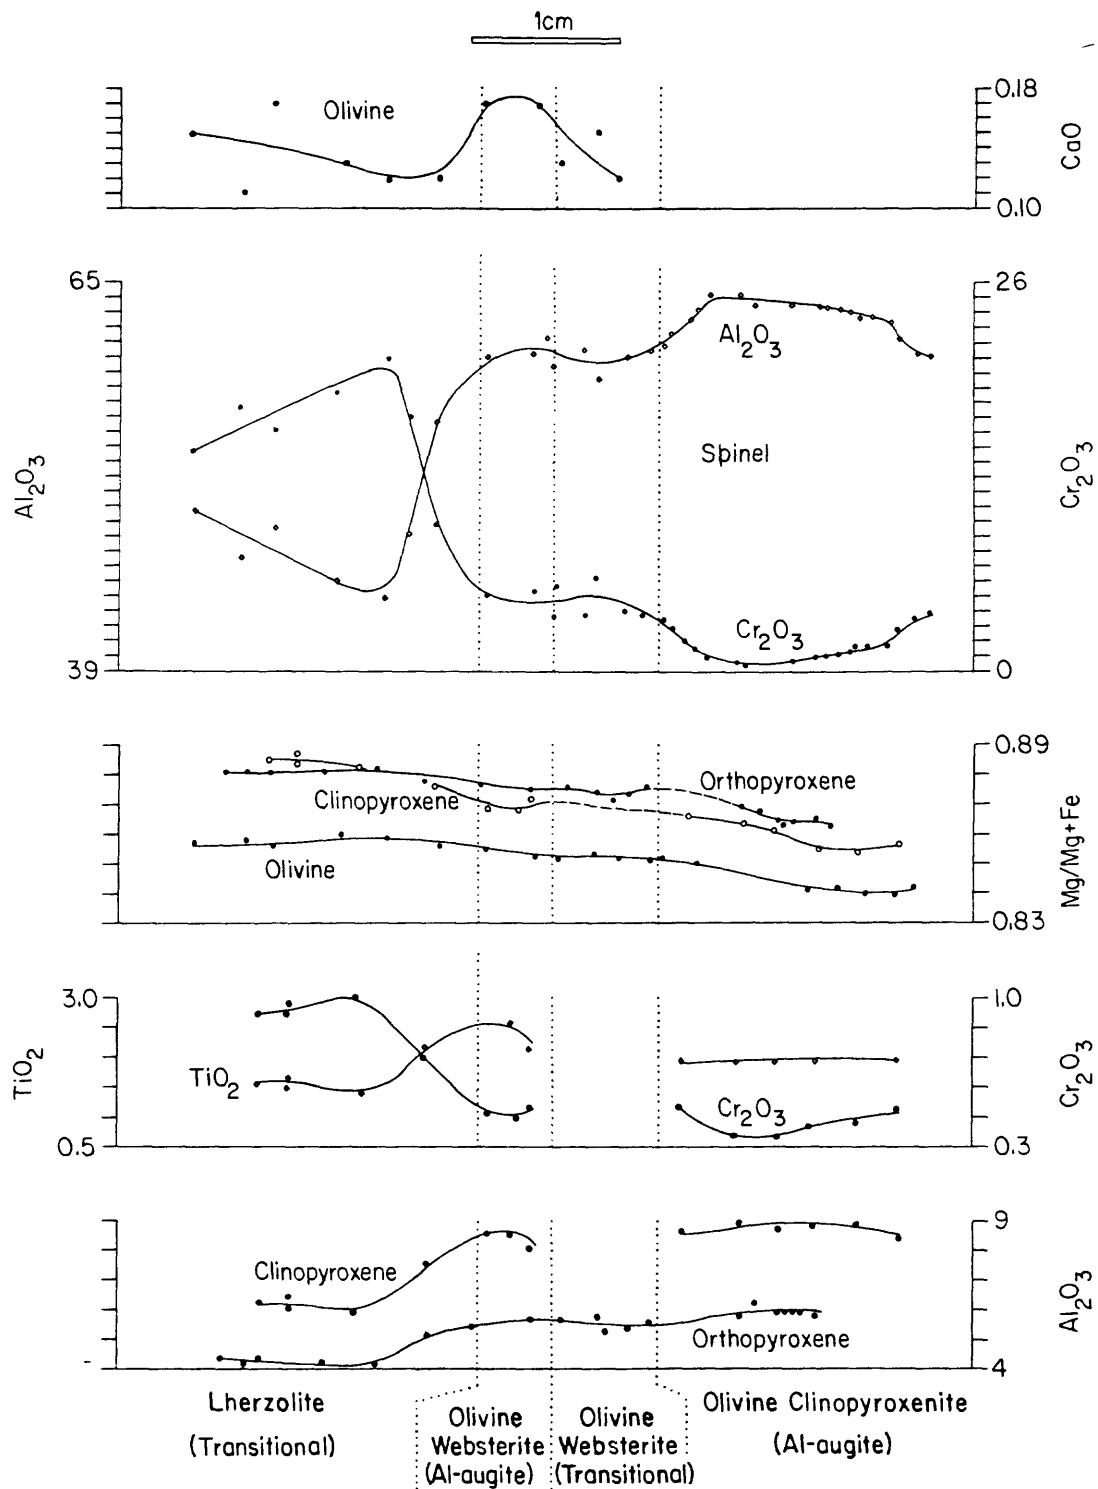 1cm
Olivine
0.18
CaO
0.10
65
26
Al2O3
Al2O3
Spinel
Cr2O3
Cr2O3
39
0
0.89
Orthopyroxene
Clinopyroxene
Olivine
Mg/Mg+Fe
0.83
3.0
1.0
TiO2
TiO2
Cr2O3
Cr2O3
0.5
0.3
9
Clinopyroxene
Al2O3
Orthopyroxene
4
Lherzolite
(Transitional)
Olivine
Websterite
(Al-augite)
Olivine
Websterite
(Transitional)
Olivine Clinopyroxenite
(Al-augite)